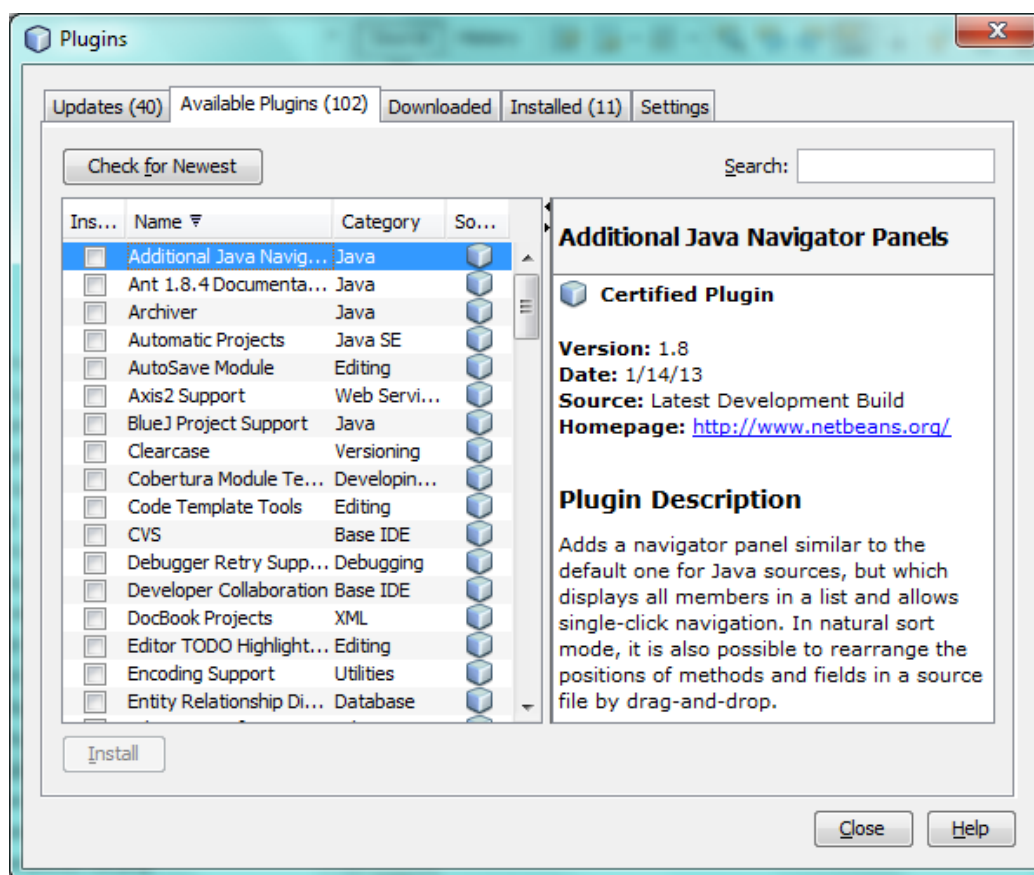 Plugins
Updates (40) Available Plugins (102) Downloaded Installed (11) Settings
Check for Newest
Search:
Ins... Name Category So...
Additional Java Navig... Java
Ant 1.8.4 Documenta... Java
Archiver Java
Automatic Projects Java SE
AutoSave Module Editing
Axis2 Support Web Servi...
BlueJ Project Support Java
Clearcase Versioning
Cobertura Module Te... Developin...
Code Template Tools Editing
CVS Base IDE
Debugger Retry Supp... Debugging
Developer Collaboration Base IDE
DocBook Projects XML
Editor TODO Highlight... Editing
Encoding Support Utilities
Entity Relationship Di... Database
Additional Java Navigator Panels
Certified Plugin
Version: 1.8
Date: 1/14/13
Source: Latest Development Build
Homepage: http://www.netbeans.org/
Plugin Description
Adds a navigator panel similar to the
default one for Java sources, but which
displays all members in a list and allows
single-click navigation. In natural sort
mode, it is also possible to rearrange the
positions of methods and fields in a source
file by drag-and-drop.
Install
Close Help